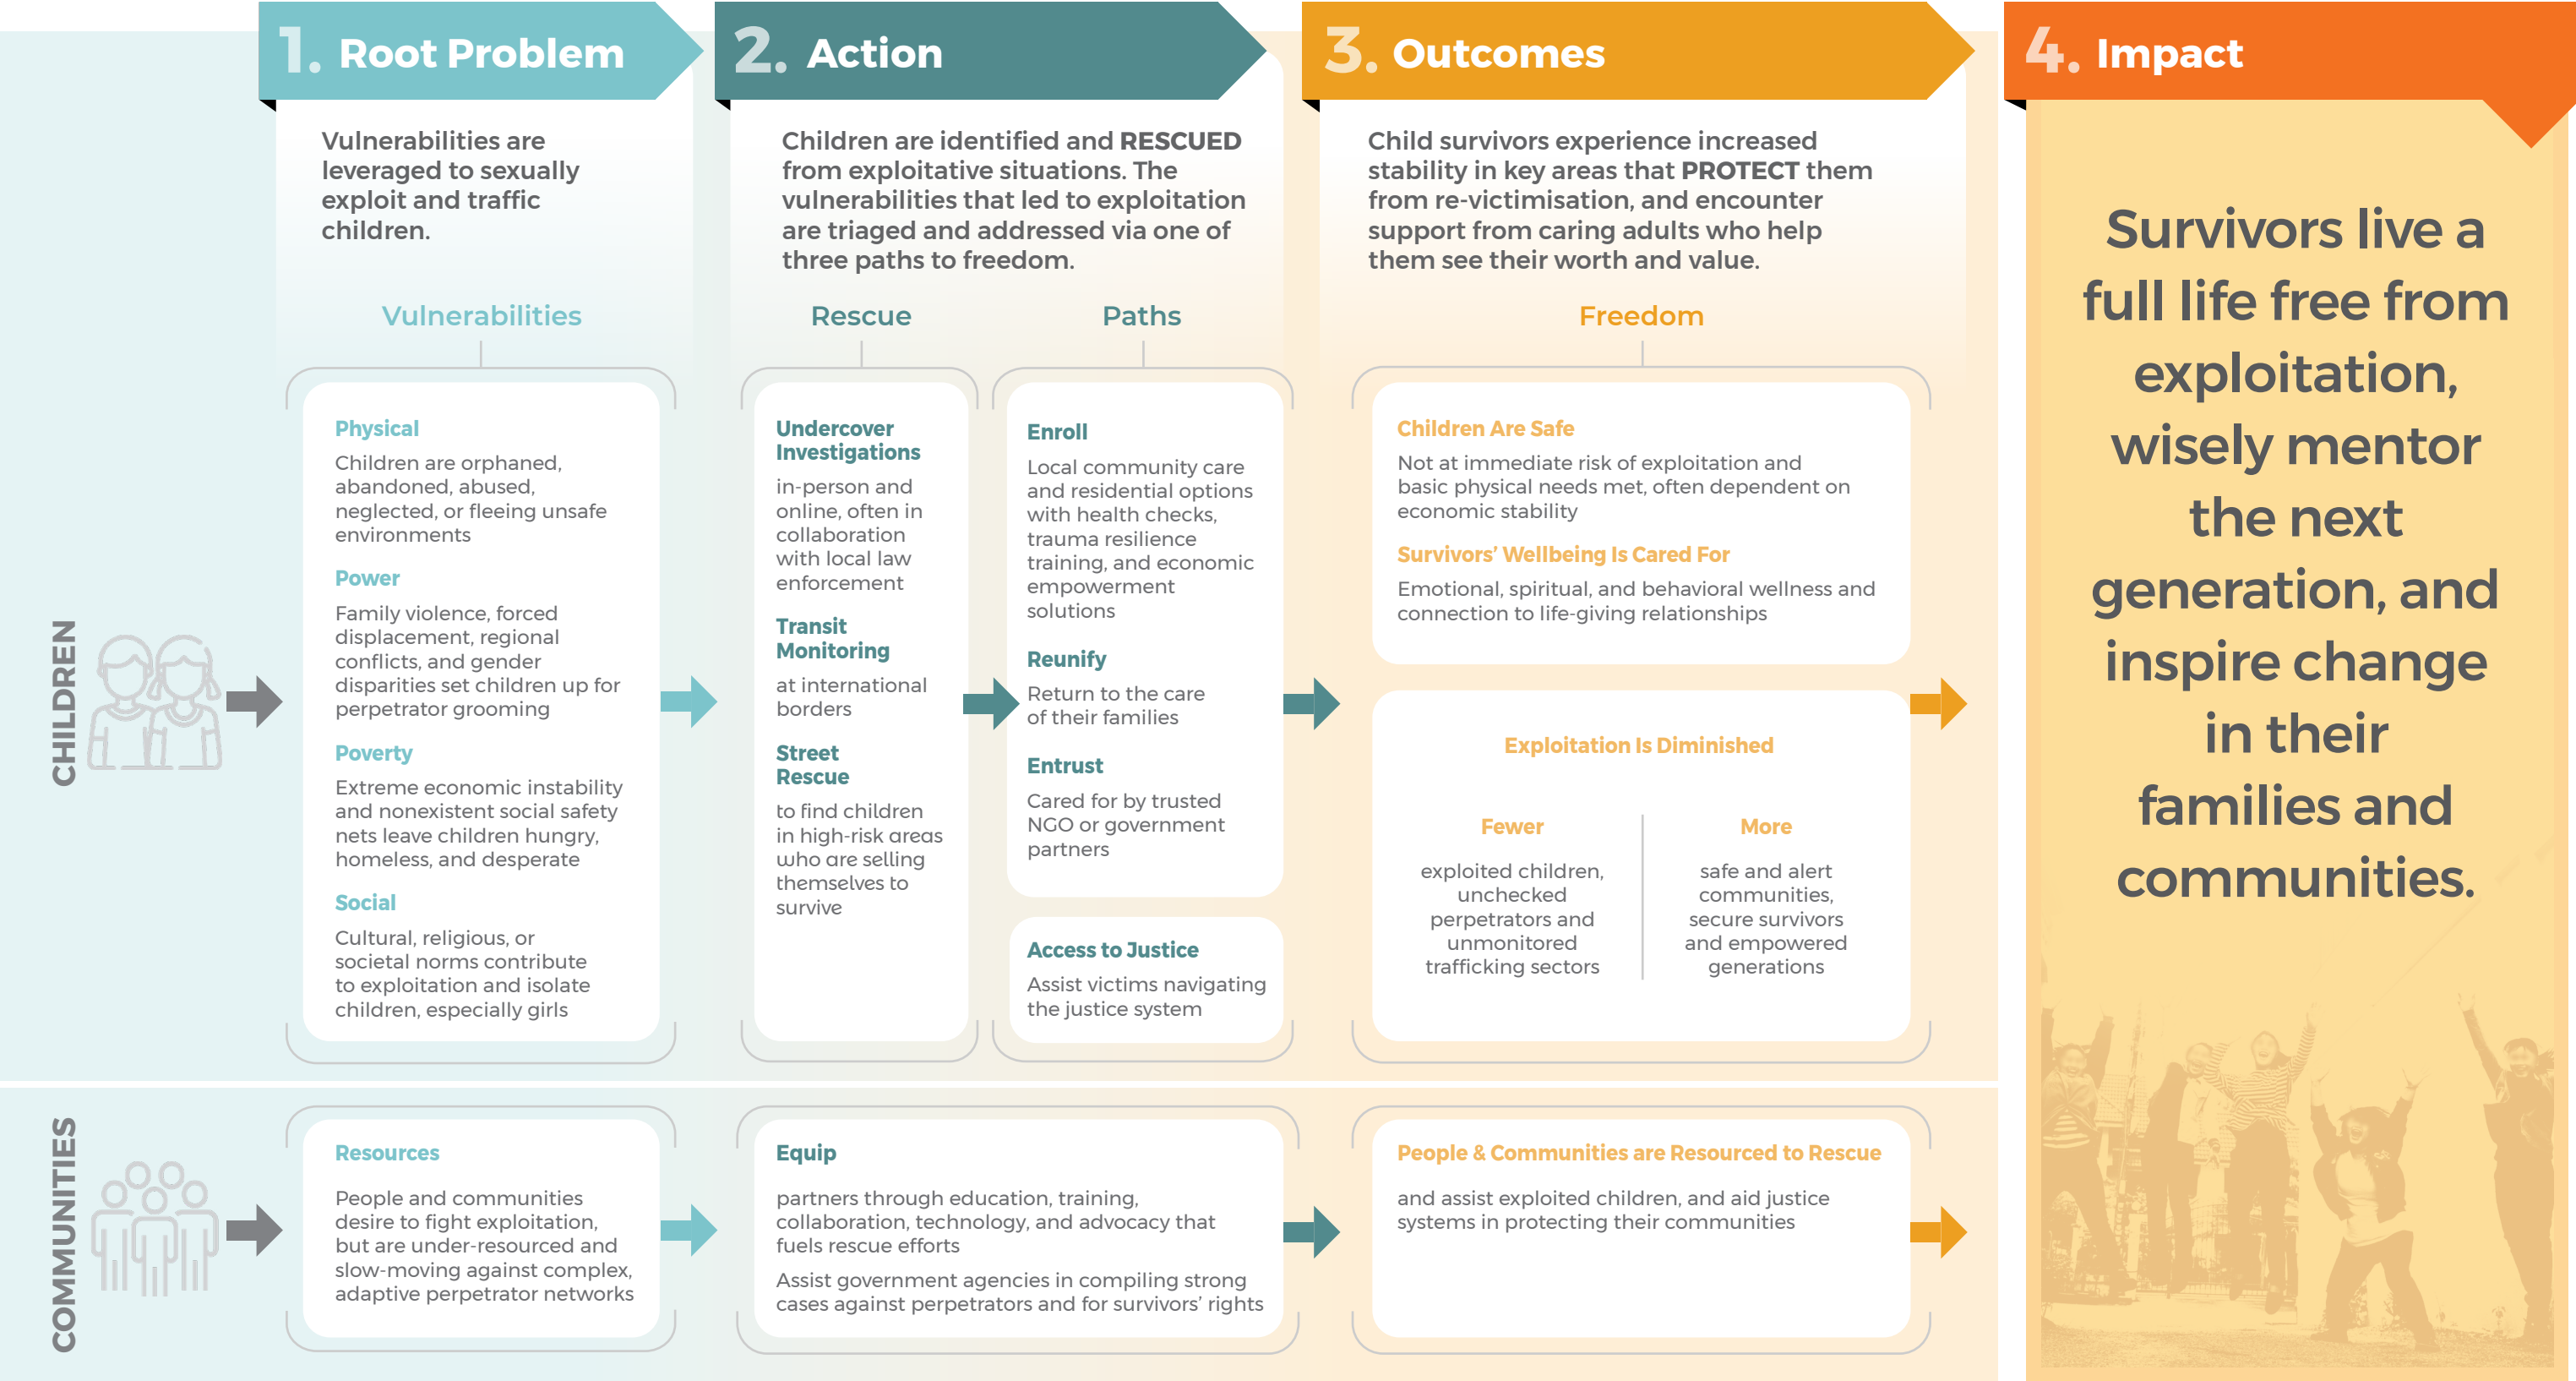 1. Root Problem
Vulnerabilities are
leveraged to sexually
exploit and traffic
children.
2. Action
Children are identified and RESCUED
from exploitative situations. The
vulnerabilities that led to exploitation
are triaged and addressed via one of
three paths to freedom.
3. Outcomes
Child survivors experience increased
stability in key areas that PROTECT them
from re-victimisation, and encounter
support from caring adults who help
them see their worth and value.
4. Impact
Survivors live a
full life free from
exploitation,
wisely mentor
the next
generation, and
inspire change
in their
families and
communities.
CHILDREN
Vulnerabilities
Physical
Children are orphaned,
abandoned, abused,
neglected, or fleeing unsafe
environments
Power
Family violence, forced
displacement, regional
conflicts, and gender
disparities set children up for
perpetrator grooming
Poverty
Extreme economic instability
and nonexistent social safety
nets leave children hungry,
homeless, and desperate
Social
Cultural, religious, or
societal norms contribute
to exploitation and isolate
children, especially girls
Rescue
Undercover
Investigations
in-person and
online, often in
collaboration
with local law
enforcement
Transit
Monitoring
at international
borders
Street
Rescue
to find children
in high-risk areas
who are selling
themselves to
survive
Paths
Enroll
Local community care
and residential options
with health checks,
trauma resilience
training, and economic
empowerment
solutions
Reunify
Return to the care
of their families
Entrust
Cared for by trusted
NGO or government
partners
Access to Justice
Assist victims navigating
the justice system
Freedom
Children Are Safe
Not at immediate risk of exploitation and
basic physical needs met, often dependent on
economic stability
Survivors’ Wellbeing Is Cared For
Emotional, spiritual, and behavioral wellness and
connection to life-giving relationships
Exploitation Is Diminished
Fewer
exploited children,
unchecked
perpetrators and
unmonitored
trafficking sectors
More
safe and alert
communities,
secure survivors
and empowered
generations
COMMUNITIES
Resources
People and communities
desire to fight exploitation,
but are under-resourced and
slow-moving against complex,
adaptive perpetrator networks
Equip
partners through education, training,
collaboration, technology, and advocacy that
fuels rescue efforts
Assist government agencies in compiling strong
cases against perpetrators and for survivors’ rights
People & Communities are Resourced to Rescue
and assist exploited children, and aid justice
systems in protecting their communities